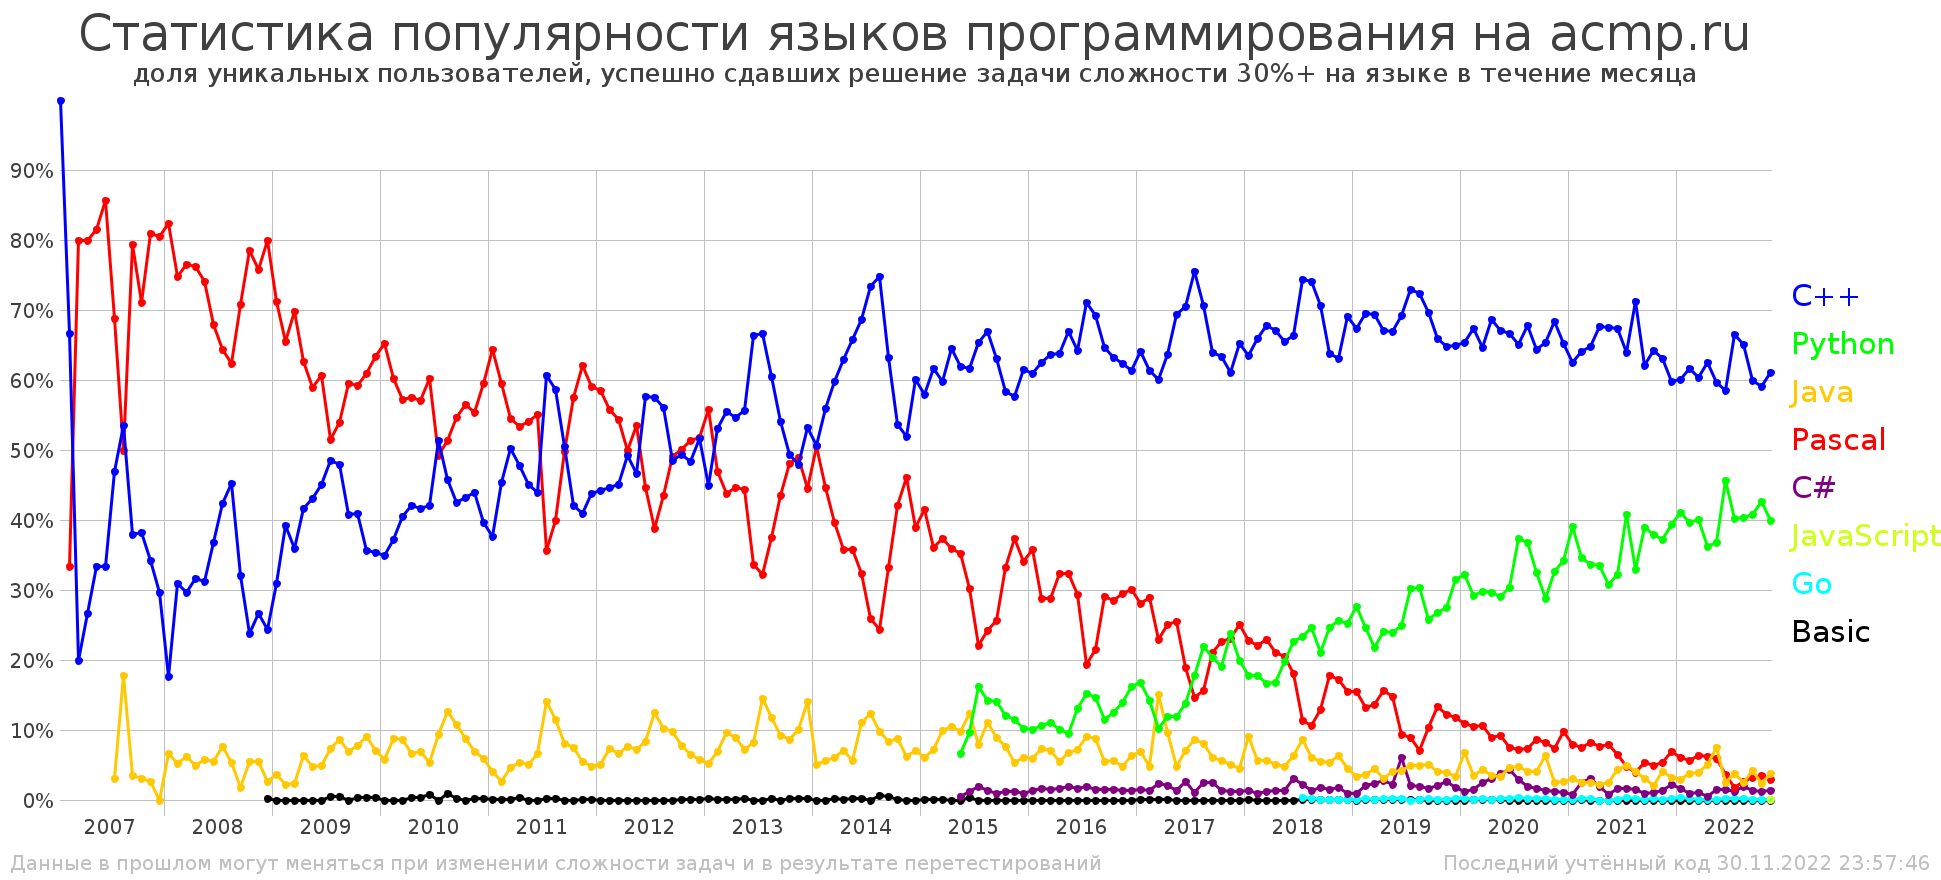 Статистика популярности языков программирования на acmp.ru
доля уникальных пользователей, успешно сдавших решение задачи сложности 30%+ на языке в течение месяца
90%
80%
70%
60%
50%
40%
30%
20%
10%
0%
2007 2008 2009 2010 2011 2012 2013 2014 2015 2016 2017 2018 2019 2020 2021 2022
C++
Python
Java
Pascal
C#
JavaScript
Go
Basic
Данные в прошлом могут меняться при изменении сложности задач и в результате перетестирований
Последний учтённый код 30.11.2022 23:57:46